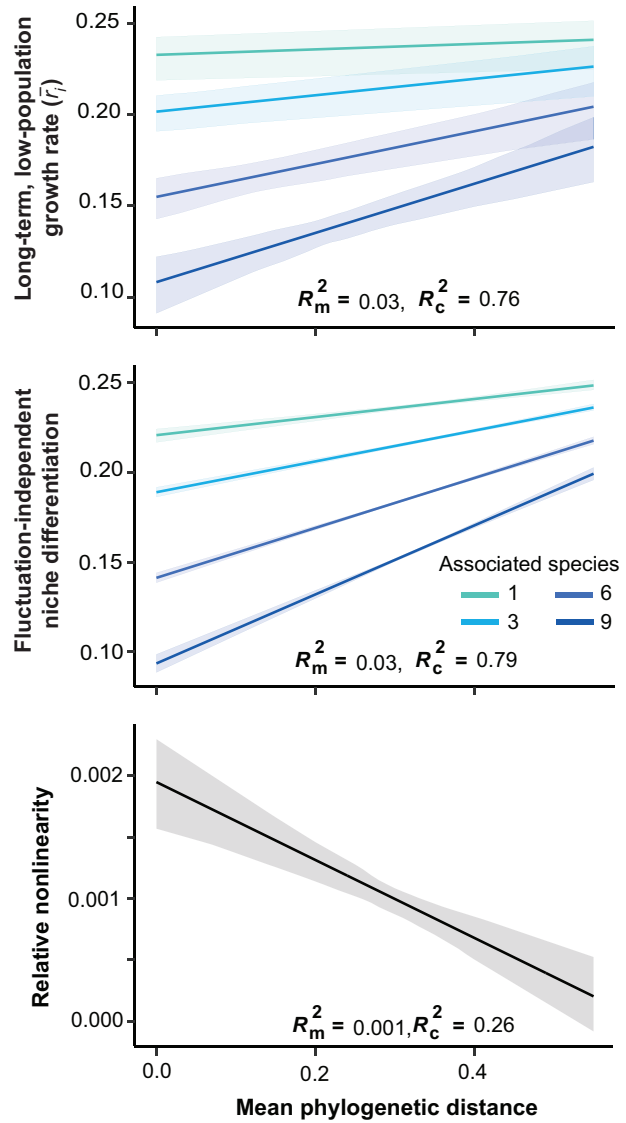 Long-term, low-population
growth rate (r̄ᵢ)
0.25
0.20
0.15
0.10
R²m = 0.03, R²c = 0.76
Fluctuation-independent
niche differentiation
0.25
0.20
0.15
0.10
Associated species
1 6
3 9
R²m = 0.03, R²c = 0.79
Relative nonlinearity
0.002
0.001
0.000
R²m = 0.001, R²c = 0.26
0.0 0.2 0.4
Mean phylogenetic distance